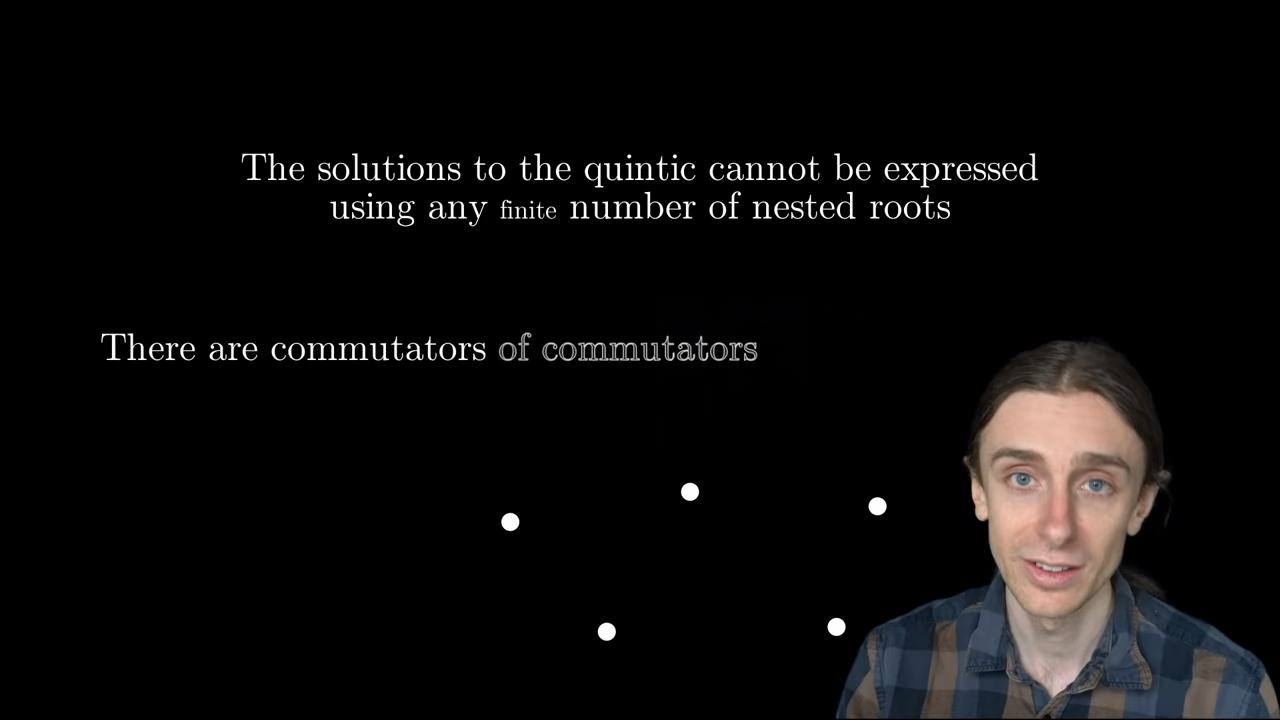 The solutions to the quintic cannot be expressed
using any finite number of nested roots
There are commutators of commutators